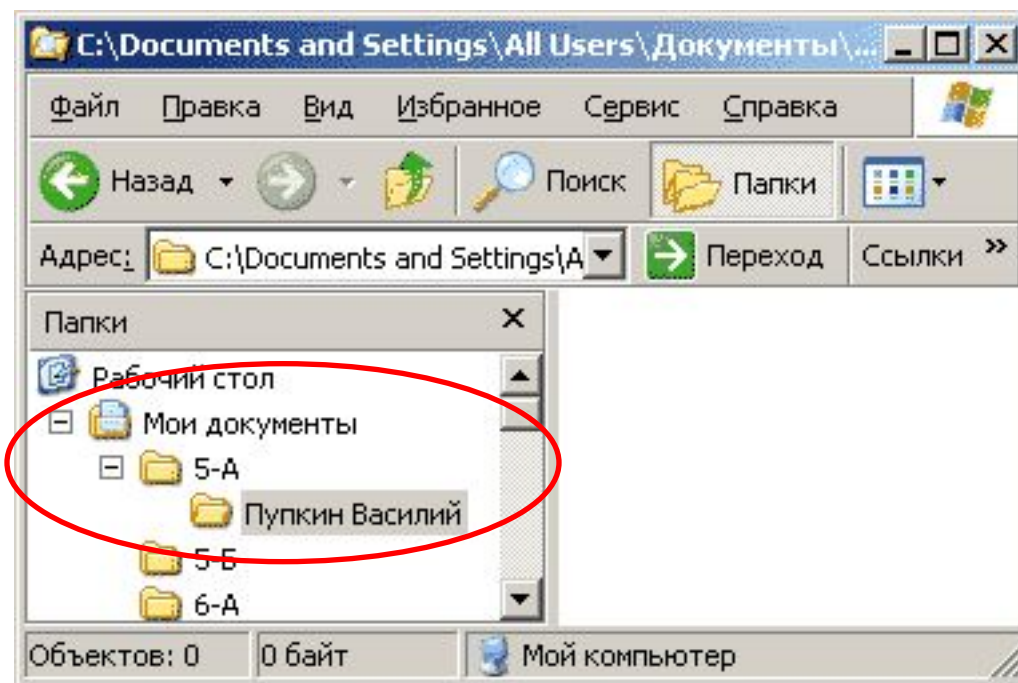 C:\Documents and Settings\All Users\Документы\...
Файл Правка Вид Избранное Сервис Справка
Назад Поиск Папки
Адрес: C:\Documents and Settings\A Переход Ссылки »
Папки
Рабочий стол
Мои документы
5-А
Пупкин Василий
5-Б
6-А
Объектов: 0 0 байт Мой компьютер